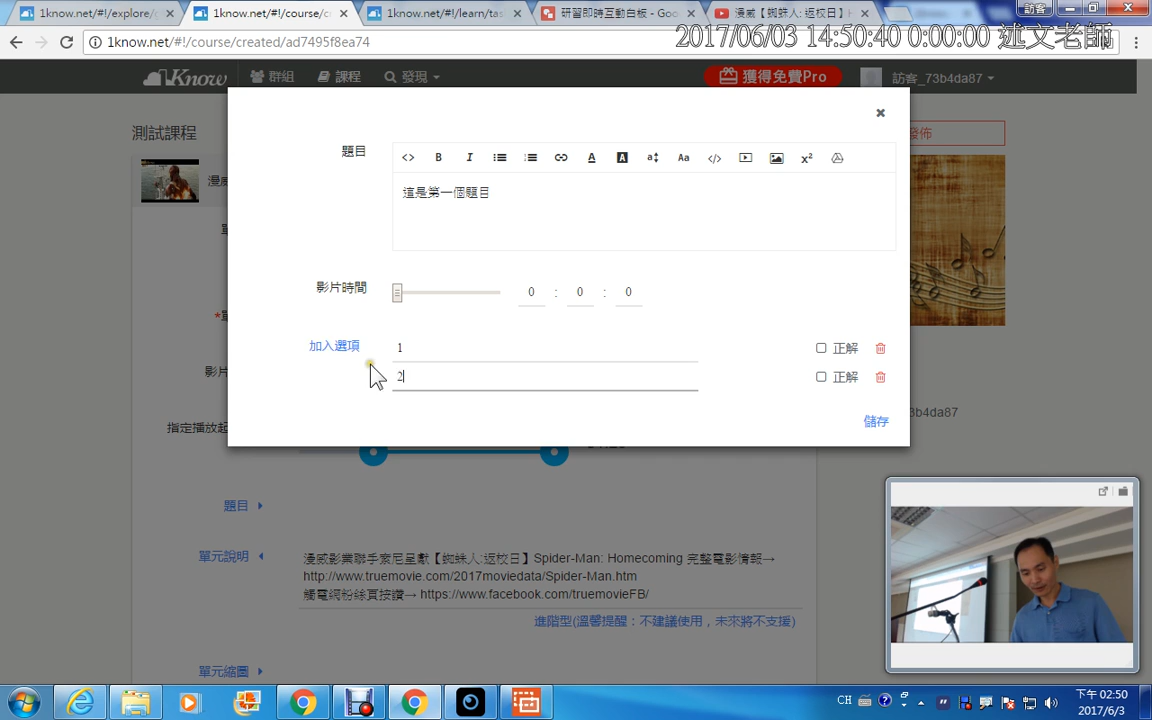 1know.net/#!/explore/g
1know.net/#!/course/cr
1know.net/#!/learn/tas
研習即時互動白板 - Goo
漫威【蜘蛛人: 返校日】H
訪客
1know.net/#!/course/created/ad7495f8ea74
2017/06/03 14:50:40 0:00:00 述文老師
1Know
群組
課程
發現
獲得免費Pro
訪客_73b4da87
測試課程
發佈
題目
這是第一個題目
影片時間
0 : 0 : 0
加入選項
1
正解
2
正解
儲存
3b4da87
指定播放起
題目
單元說明
漫威影業聯手索尼呈獻【蜘蛛人:返校日】Spider-Man: Homecoming 完整電影情報→
http://www.truemovie.com/2017moviedata/Spider-Man.htm
觸電網粉絲頁按讚→ https://www.facebook.com/truemovieFB/
進階型(溫馨提醒：不建議使用，未來將不支援)
單元縮圖
CH
下午 02:50
2017/6/3